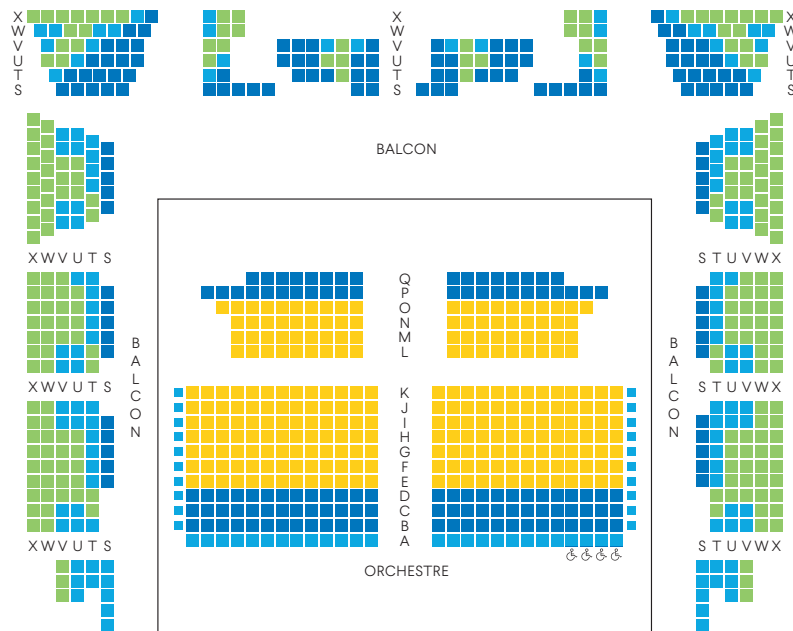 X X X
W W W
V V V
U U U
T T T
S S S
BALCON
X W V U T S
S T U V W X
Q
P
O
N
M
L
BALCON
BALCON
X W V U T S
S T U V W X
K
J
I
H
G
F
E
D
C
B
A
X W V U T S
S T U V W X
ORCHESTRE